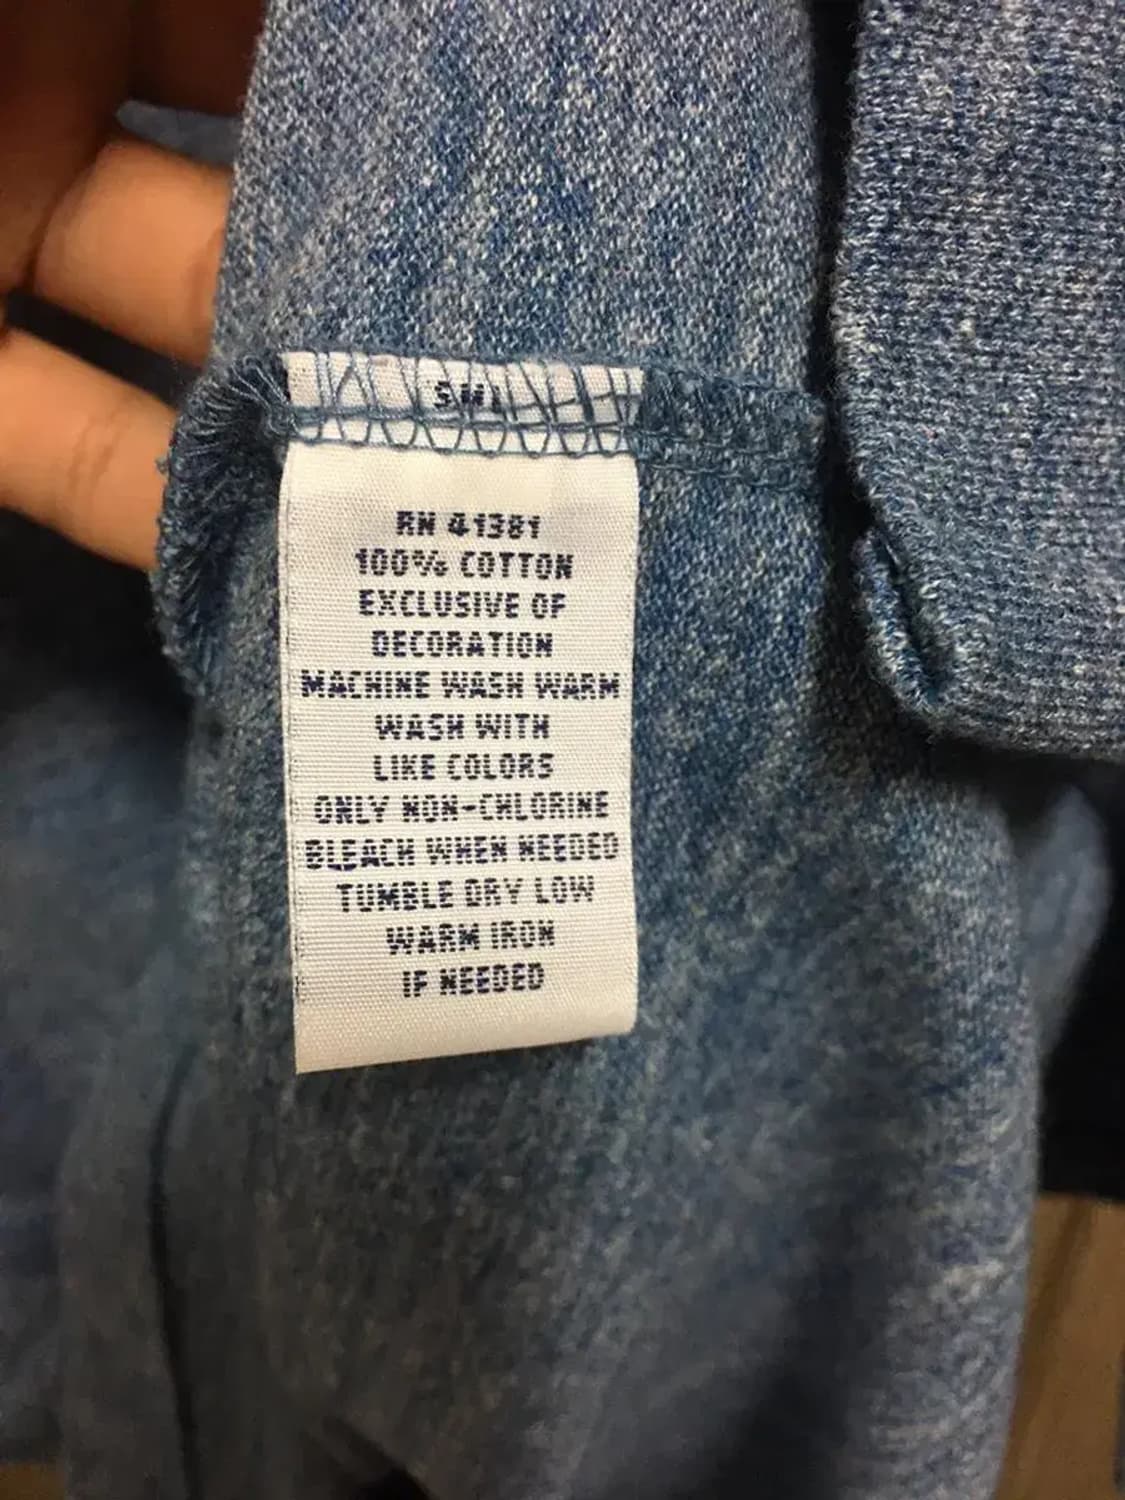 RN 41381
100% COTTON
EXCLUSIVE OF
DECORATION
MACHINE WASH WARM
WASH WITH
LIKE COLORS
ONLY NON-CHLORINE
BLEACH WHEN NEEDED
TUMBLE DRY LOW
WARM IRON
IF NEEDED